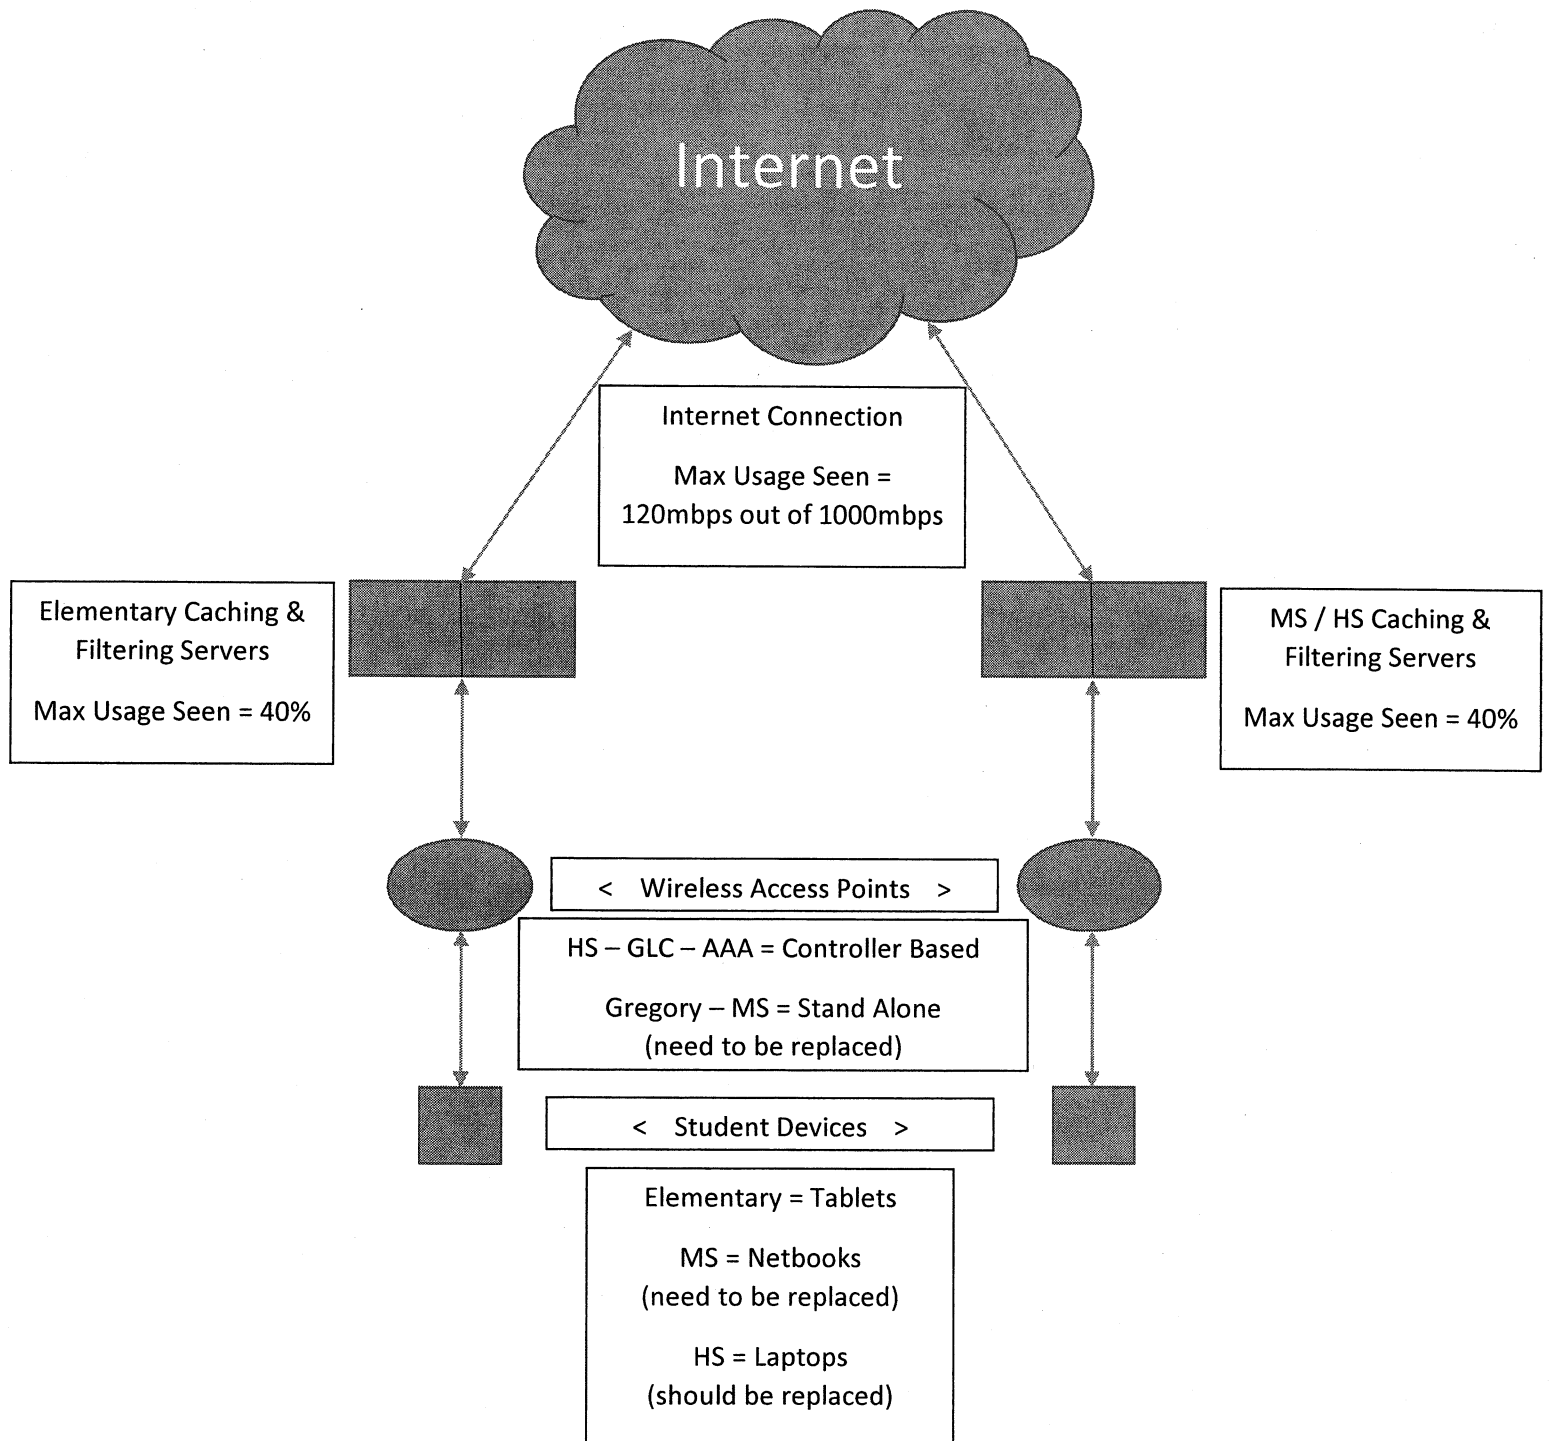 Internet
Internet Connection
Max Usage Seen =
120mbps out of 1000mbps
Elementary Caching &
Filtering Servers
Max Usage Seen = 40%
MS / HS Caching &
Filtering Servers
Max Usage Seen = 40%
< Wireless Access Points >
HS – GLC – AAA = Controller Based
Gregory – MS = Stand Alone
(need to be replaced)
< Student Devices >
Elementary = Tablets
MS = Netbooks
(need to be replaced)
HS = Laptops
(should be replaced)